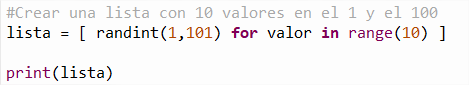 #Crear una lista con 10 valores en el 1 y el 100
lista = [ randint(1,101) for valor in range(10) ]
print(lista)